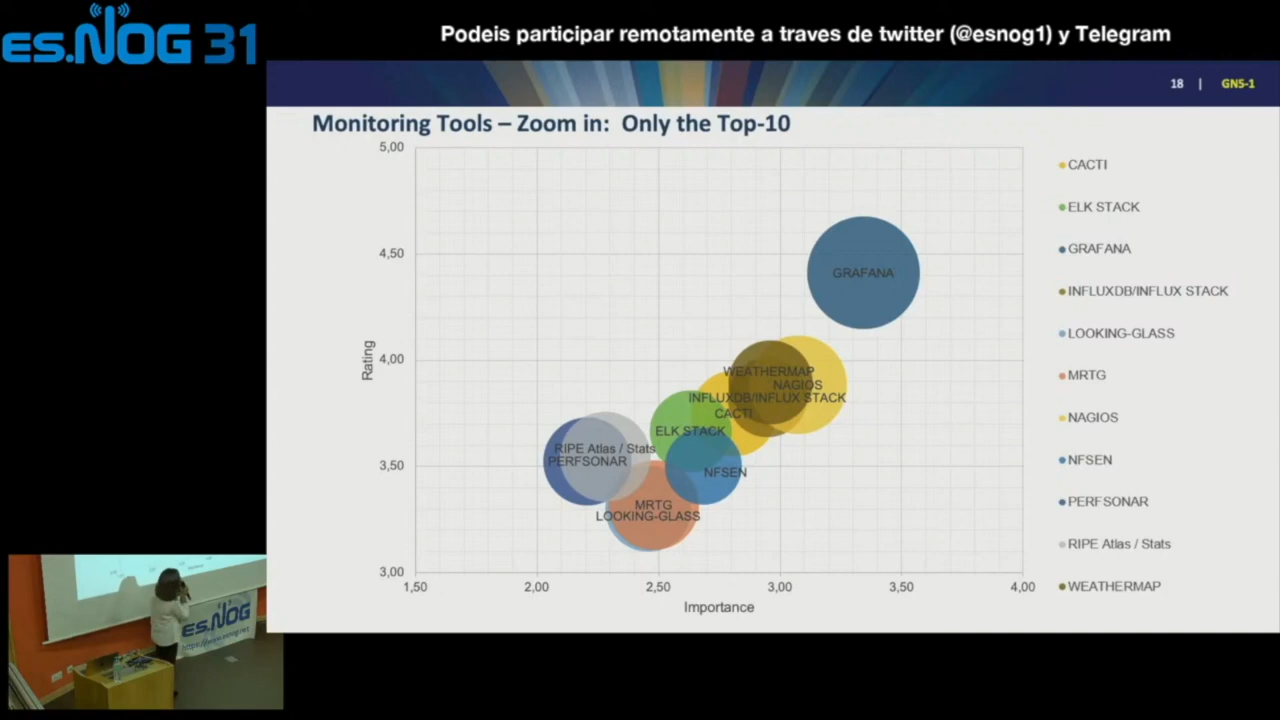 es.NOG 31
Podeis participar remotamente a traves de twitter (@esnog1) y Telegram
18 | GN5-1
Monitoring Tools – Zoom in: Only the Top-10
5,00
4,50
4,00
3,50
3,00
Rating
1,50
2,00
2,50
3,00
3,50
4,00
Importance
GRAFANA
WEATHERMAP
NAGIOS
INFLUXDB/INFLUX STACK
CACTI
ELK STACK
RIPE Atlas / Stats
PERFSONAR
NFSEN
MRTG
LOOKING-GLASS
CACTI
ELK STACK
GRAFANA
INFLUXDB/INFLUX STACK
LOOKING-GLASS
MRTG
NAGIOS
NFSEN
PERFSONAR
RIPE Atlas / Stats
WEATHERMAP
es.NOG
https://www.esnog.net